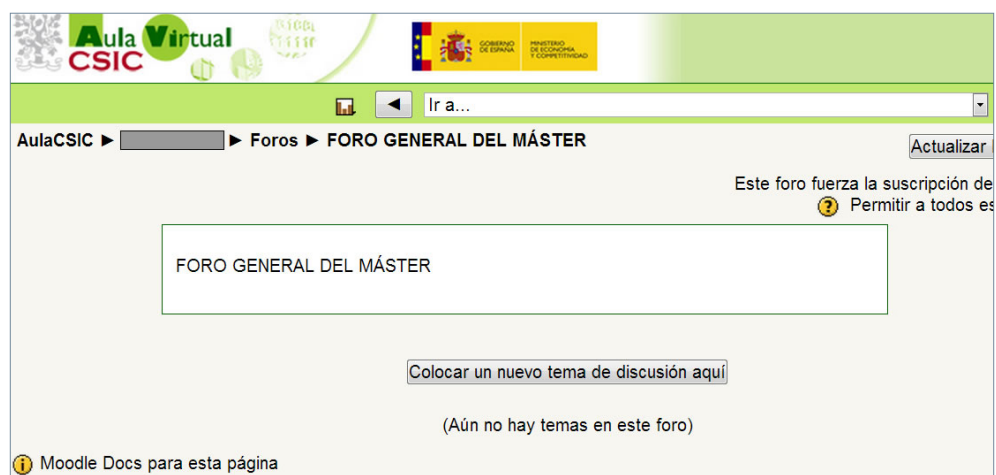 Aula Virtual
CSIC
GOBIERNO
DE ESPAÑA
MINISTERIO
DE ECONOMÍA
Y COMPETITIVIDAD
Ir a...
AulaCSIC ► ► Foros ► FORO GENERAL DEL MÁSTER
Actualizar
Este foro fuerza la suscripción de
Permitir a todos es
FORO GENERAL DEL MÁSTER
Colocar un nuevo tema de discusión aquí
(Aún no hay temas en este foro)
Moodle Docs para esta página